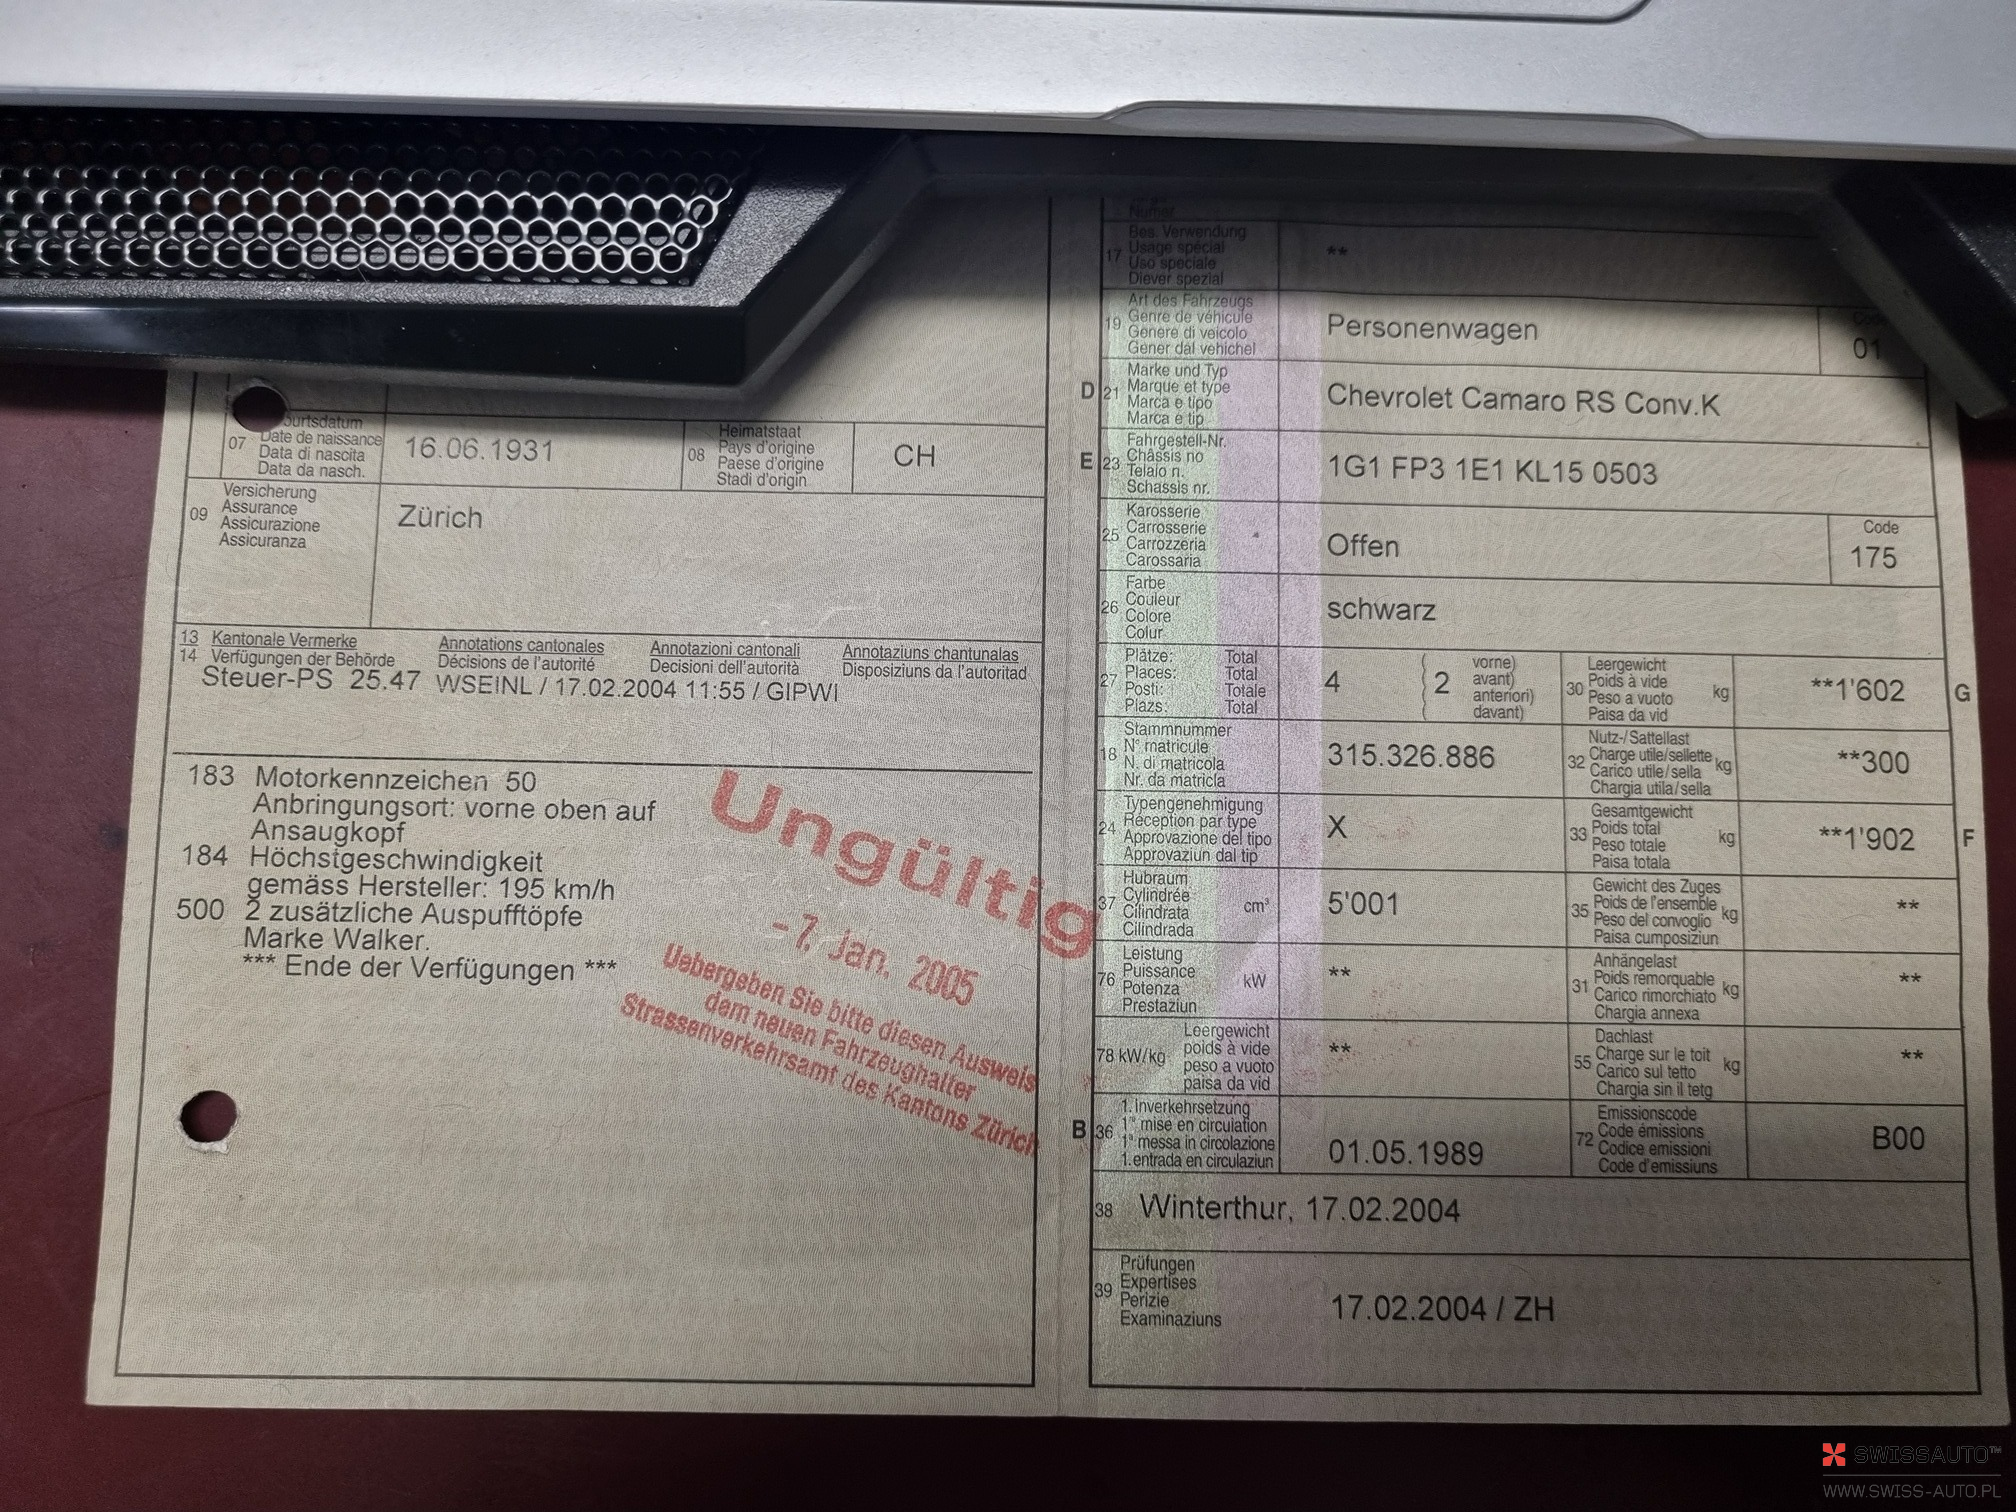 07
Date de naissance
Data di nascita
Data da nasch.
16.06.1931
08
Heimatstaat
Pays d'origine
Paese d'origine
Stadi d'origin
CH
09
Versicherung
Assurance
Assicurazione
Assicuranza
Zürich
13 Kantonale Vermerke Annotations cantonales Annotazioni cantonali Annotaziuns chantunalas
14 Verfügungen der Behörde Décisions de l'autorité Decisioni dell'autorità Disposiziuns da l'autoritad
Steuer-PS 25.47 WSEINL / 17.02.2004 11:55 / GIPWI
183 Motorkennzeichen 50
Anbringungsort: vorne oben auf
Ansaugkopf
184 Höchstgeschwindigkeit
gemäss Hersteller: 195 km/h
500 2 zusätzliche Auspufftöpfe
Marke Walker.
*** Ende der Verfügungen ***
Ungültig
-7. Jan. 2005
Uebergeben Sie bitte diesen Ausweis
dem neuen Fahrzeughalter
Strassenverkehrsamt des Kantons Zürich
Numer
17
Bes. Verwendung
Usage spécial
Uso speciale
Diever spezial
**
19
Art des Fahrzeugs
Genre de véhicule
Genere di veicolo
Gener dal vehichel
Personenwagen
Code
01
D 21
Marke und Typ
Marque et type
Marca e tipo
Marca e tip
Chevrolet Camaro RS Conv.K
E 23
Fahrgestell-Nr.
Châssis no
Telaio n.
Schassis nr.
1G1 FP3 1E1 KL15 0503
25
Karosserie
Carrosserie
Carrozzeria
Carossaria
Offen
Code
175
26
Farbe
Couleur
Colore
Colur
schwarz
27
Plätze: Total
Places: Total
Posti: Totale
Plazs: Total
4
2
vorne)
avant)
anteriori)
davant)
30
Leergewicht
Poids à vide
Peso a vuoto
Paisa da vid
kg
**1'602
G
18
Stammnummer
N° matricule
N. di matricola
Nr. da matricla
315.326.886
32
Nutz-/Sattellast
Charge utile/sellette
Carico utile/sella
Chargia utila/sella
kg
**300
24
Typengenehmigung
Réception par type
Approvazione del tipo
Approvaziun dal tip
X
33
Gesamtgewicht
Poids total
Peso totale
Paisa totala
kg
**1'902
F
37
Hubraum
Cylindrée
Cilindrata
Cilindrada
cm³
5'001
35
Gewicht des Zuges
Poids de l'ensemble
Peso del convoglio
Paisa cumposiziun
kg
**
76
Leistung
Puissance
Potenza
Prestaziun
kW
**
31
Anhängelast
Poids remorquable
Carico rimorchiato
Chargia annexa
kg
**
78 kW/kg
Leergewicht
poids à vide
peso a vuoto
paisa da vid
**
55
Dachlast
Charge sur le toit
Carico sul tetto
Chargia sin il tetg
kg
**
B 36
1. Inverkehrsetzung
1re mise en circulation
1a messa in circolazione
1. entrada en circulaziun
01.05.1989
72
Emissionscode
Code émissions
Codice emissioni
Code d'emissiuns
B00
38 Winterthur, 17.02.2004
39
Prüfungen
Expertises
Perizie
Examinaziuns
17.02.2004 / ZH
SWISSAUTO™
WWW.SWISS-AUTO.PL